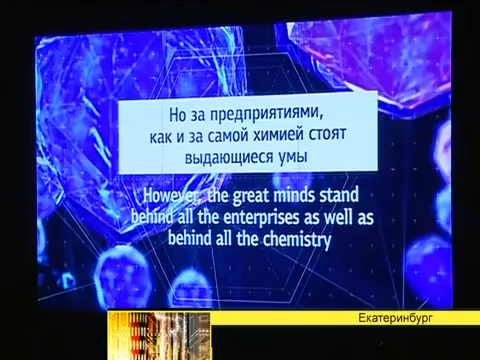 Но за предприятиями,
как и за самой химией стоят
выдающиеся умы
However, the great minds stand
behind all the enterprises as well as
behind all the chemistry
Екатеринбург